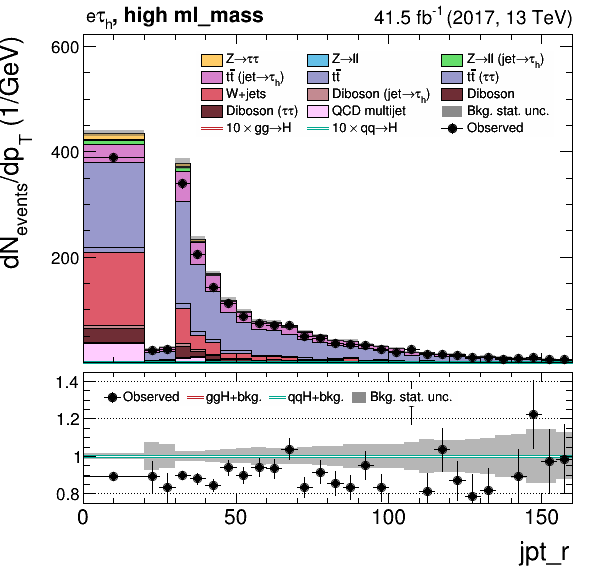 eτh, high ml_mass 41.5 fb-1 (2017, 13 TeV)
dNevents/dpT (1/GeV)
600
400
200
Z→ττ Z→ll Z→ll (jet→τh)
tt̄ (jet→τh) tt̄ tt̄ (ττ)
W+jets Diboson (jet→τh) Diboson
Diboson (ττ) QCD multijet Bkg. stat. unc.
10 × gg→H 10 × qq→H Observed
1.4
1.2
1
0.8
Observed ggH+bkg. qqH+bkg. Bkg. stat. unc.
0 50 100 150
jpt_r